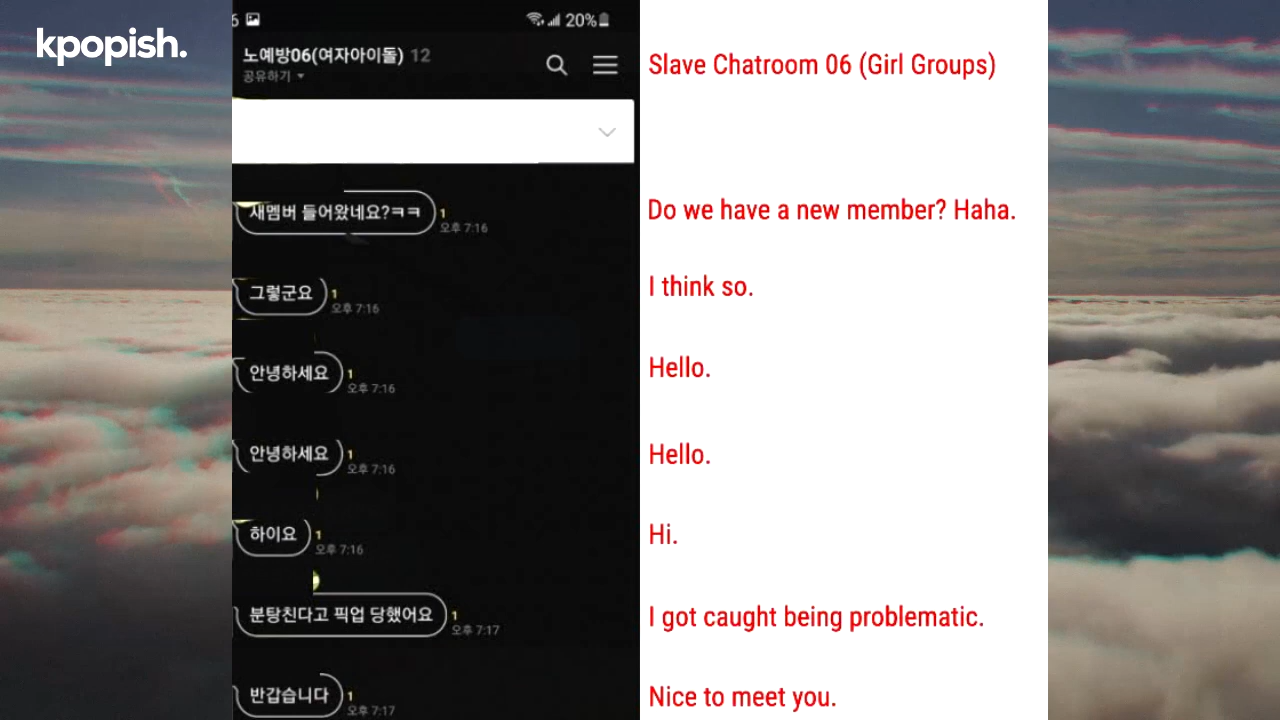 kpopish.
6
20%
노예방06(여자아이돌) 12
공유하기
Slave Chatroom 06 (Girl Groups)
새멤버 들어왔네요?ㅋㅋ
1
오후 7:16
Do we have a new member? Haha.
그렇군요
1
오후 7:16
I think so.
안녕하세요
1
오후 7:16
Hello.
안녕하세요
1
오후 7:16
Hello.
하이요
1
오후 7:16
Hi.
분탕친다고 픽업 당했어요
1
오후 7:17
I got caught being problematic.
반갑습니다
1
오후 7:17
Nice to meet you.